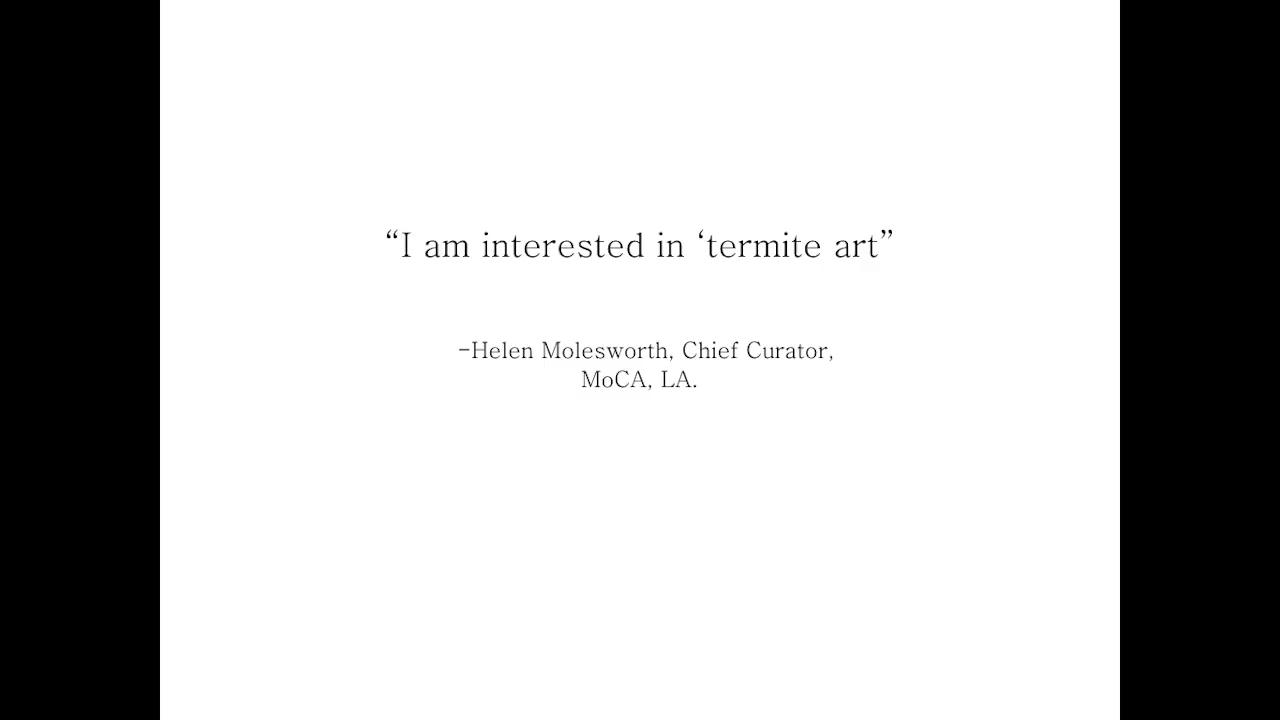 “I am interested in ‘termite art”
-Helen Molesworth, Chief Curator,
MoCA, LA.